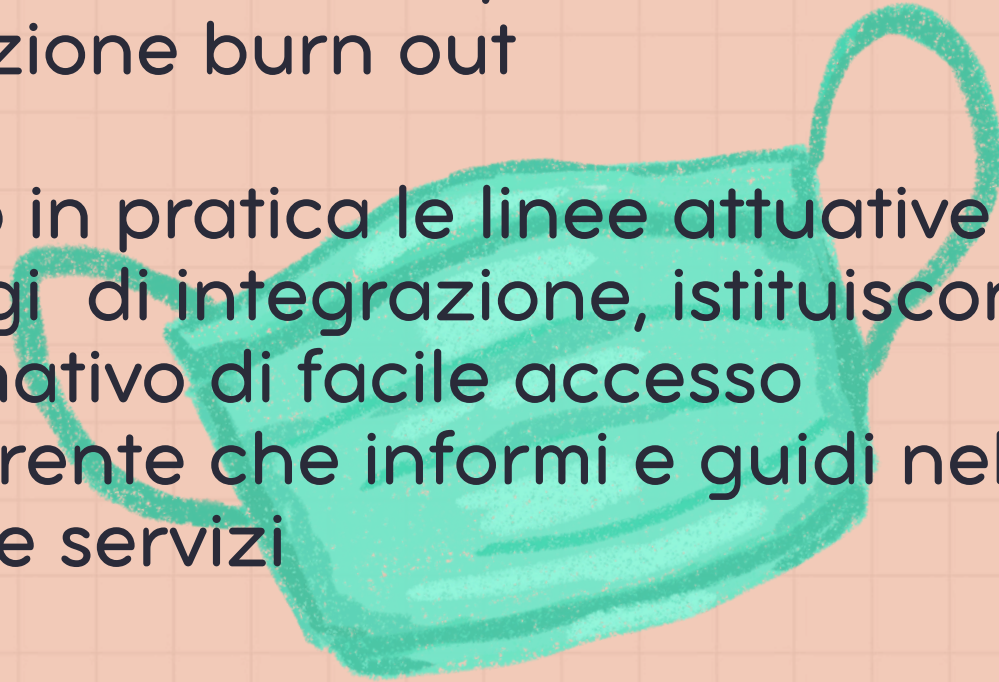 zione burn out
o in pratica le linee attuative
gi di integrazione, istituiscon
nativo di facile accesso
rente che informi e guidi nel
e servizi